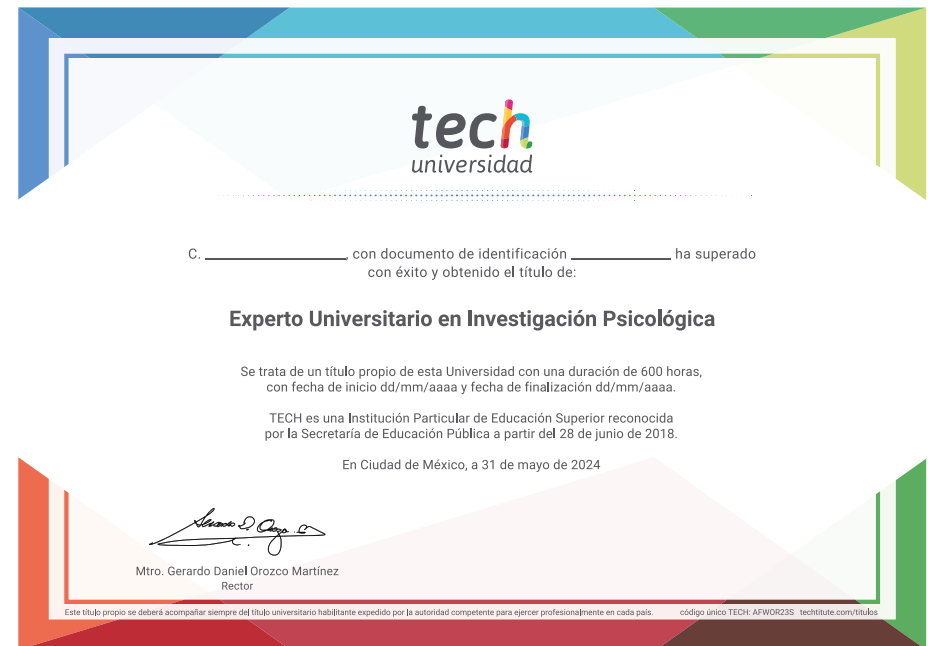 tech
universidad
C. ____________, con documento de identificación ____________ ha superado
con éxito y obtenido el título de:
Experto Universitario en Investigación Psicológica
Se trata de un título propio de esta Universidad con una duración de 600 horas,
con fecha de inicio dd/mm/aaaa y fecha de finalización dd/mm/aaaa.
TECH es una Institución Particular de Educación Superior reconocida
por la Secretaría de Educación Pública a partir del 28 de junio de 2018.
En Ciudad de México, a 31 de mayo de 2024
Mtro. Gerardo Daniel Orozco Martínez
Rector
Este título propio se deberá acompañar siempre del título universitario habilitante expedido por la autoridad competente para ejercer profesionalmente en cada país. código único TECH: AFWOR23S techtitute.com/titulos